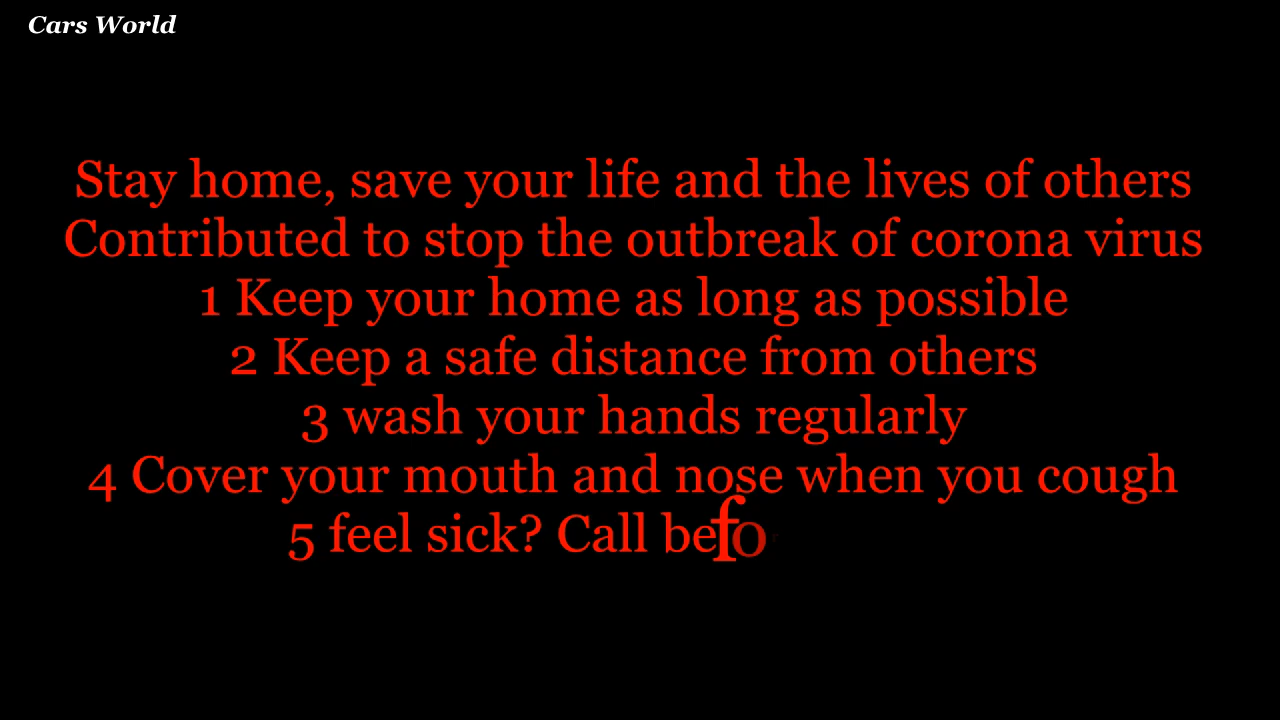 Cars World
Stay home, save your life and the lives of others
Contributed to stop the outbreak of corona virus
1 Keep your home as long as possible
2 Keep a safe distance from others
3 wash your hands regularly
4 Cover your mouth and nose when you cough
5 feel sick? Call befor